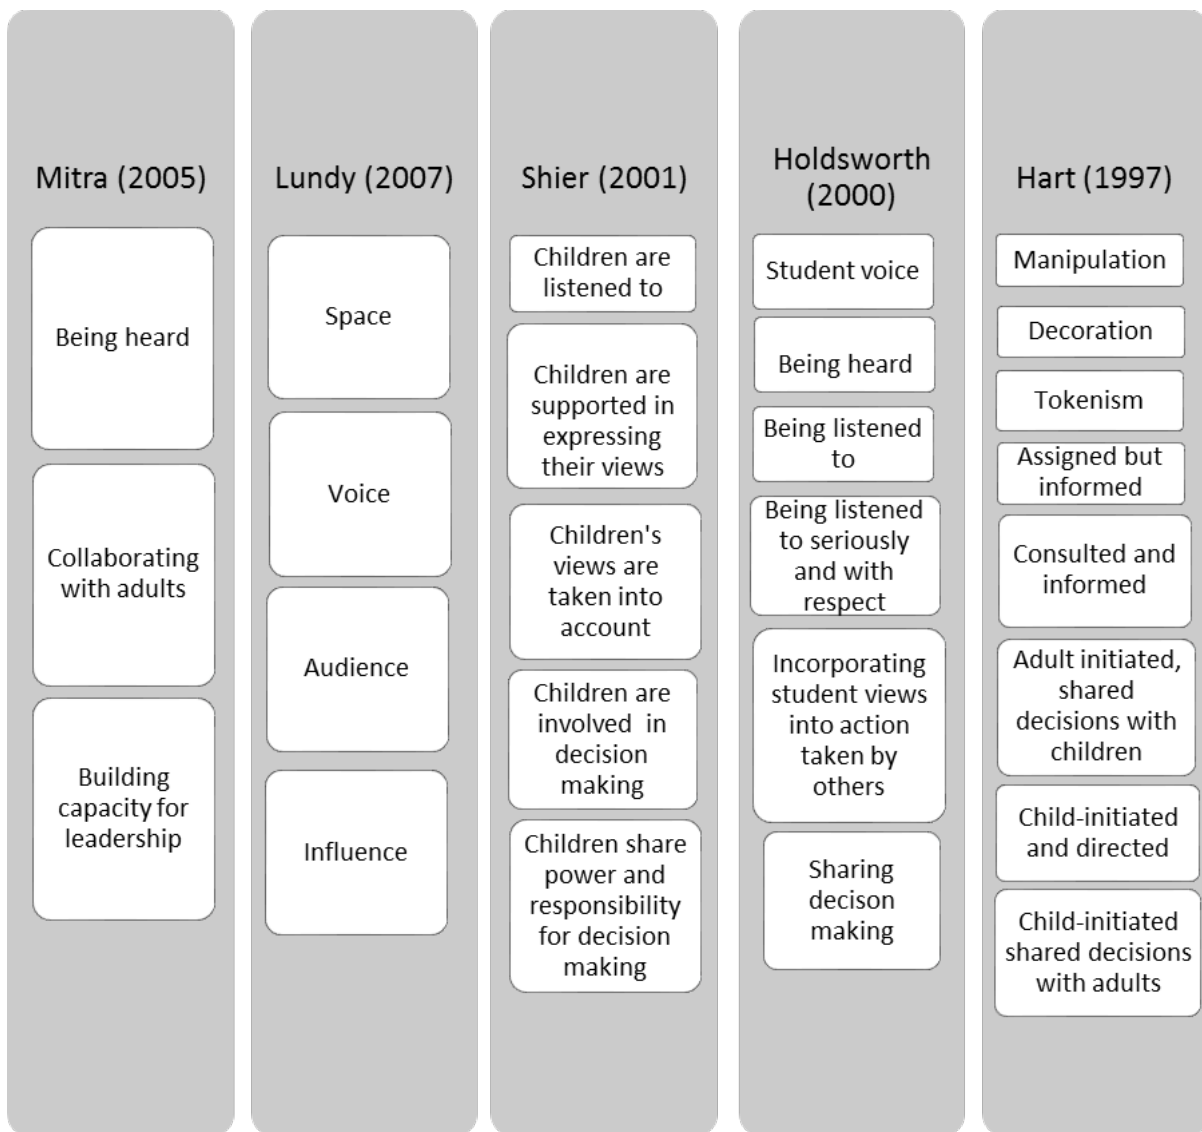 Mitra (2005)
Being heard
Collaborating
with adults
Building
capacity for
leadership
Lundy (2007)
Space
Voice
Audience
Influence
Shier (2001)
Children are
listened to
Children are
supported in
expressing
their views
Children's
views are
taken into
account
Children are
involved in
decision
making
Children share
power and
responsibility
for decision
making
Holdsworth
(2000)
Student voice
Being heard
Being listened
to
Being listened
to seriously
and with
respect
Incorporating
student views
into action
taken by
others
Sharing
decison
making
Hart (1997)
Manipulation
Decoration
Tokenism
Assigned but
informed
Consulted and
informed
Adult initiated,
shared
decisions with
children
Child-initiated
and directed
Child-initiated
shared decisions
with adults